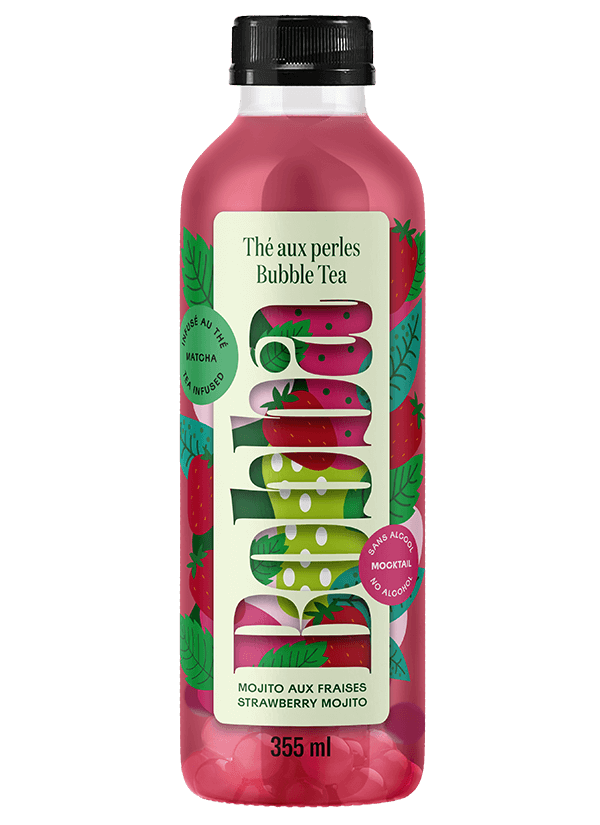 Thé aux perles
Bubble Tea
INFUSÉ AU THÉ
MATCHA
TEA INFUSED
Bobba
SANS ALCOOL
MOCKTAIL
NO ALCOHOL
MOJITO AUX FRAISES
STRAWBERRY MOJITO
355 ml